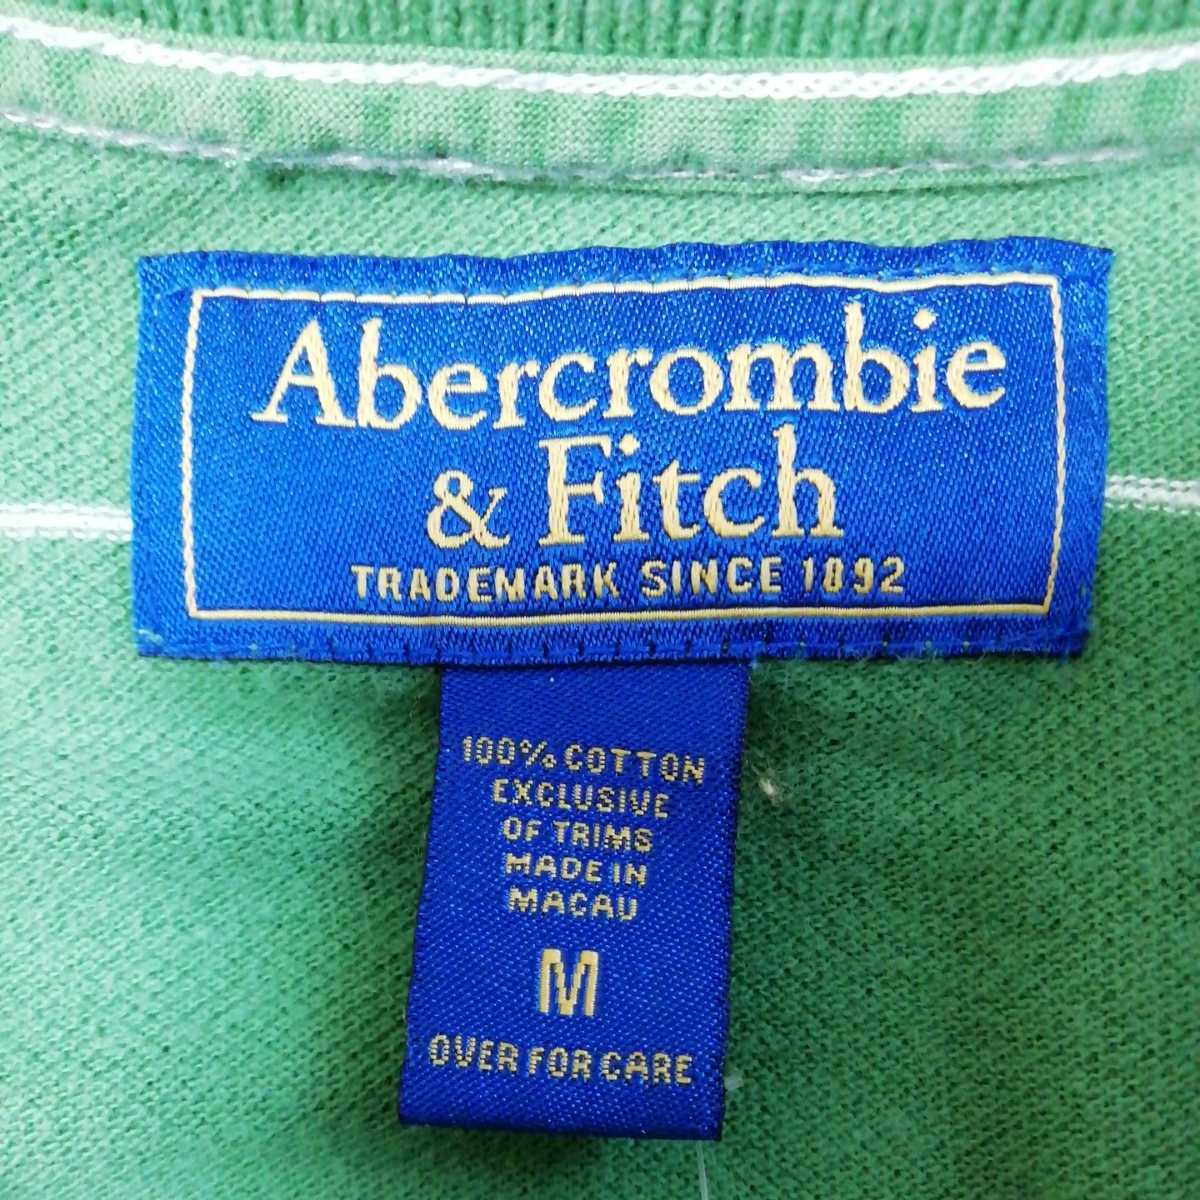 Abercrombie
& Fitch
TRADEMARK SINCE 1892
100% COTTON
EXCLUSIVE
OF TRIMS
MADE IN
MACAU
M
OVER FOR CARE